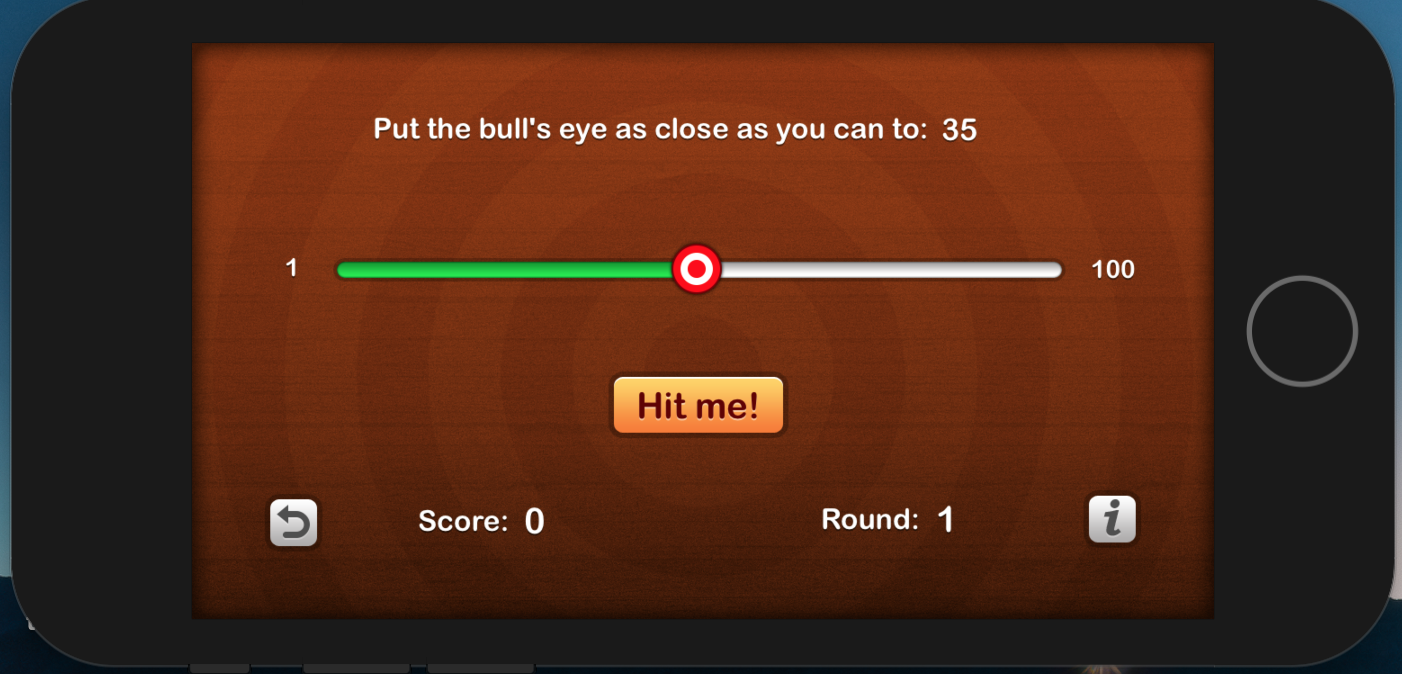 Put the bull's eye as close as you can to: 35
1 100
Hit me!
Score: 0 Round: 1
i